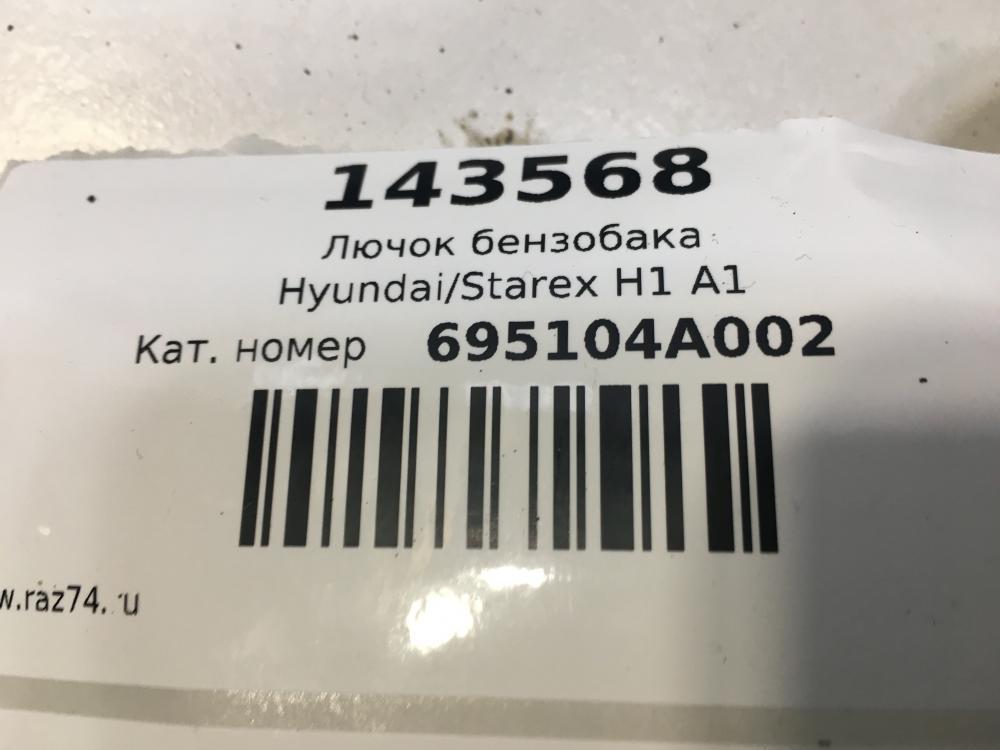 143568
Лючок бензобака
Hyundai/Starex H1 A1
Кат. номер 695104A002
w.raz74. u